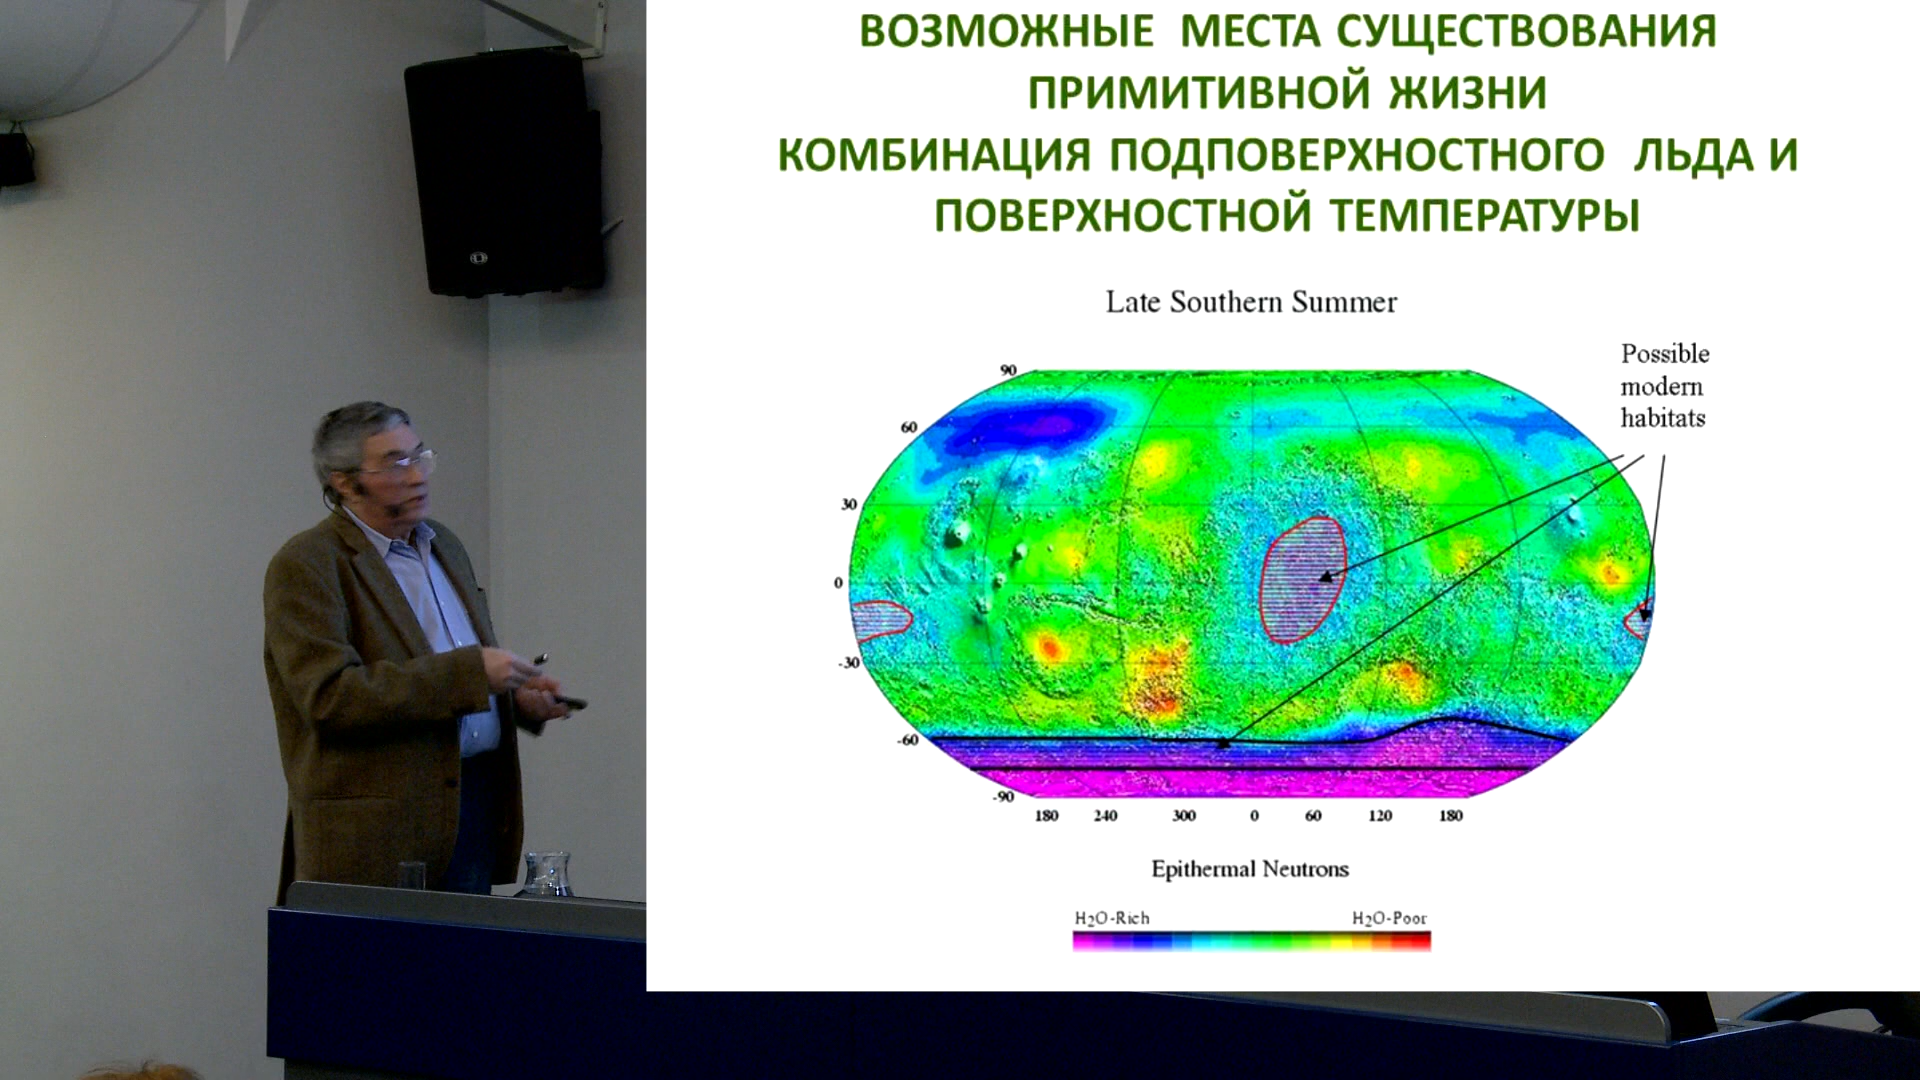 ВОЗМОЖНЫЕ МЕСТА СУЩЕСТВОВАНИЯ
ПРИМИТИВНОЙ ЖИЗНИ
КОМБИНАЦИЯ ПОДПОВЕРХНОСТНОГО ЛЬДА И
ПОВЕРХНОСТНОЙ ТЕМПЕРАТУРЫ
Late Southern Summer
Possible
modern
habitats
90
60
30
0
-30
-60
-90
180 240 300 0 60 120 180
Epithermal Neutrons
H2O-Rich H2O-Poor